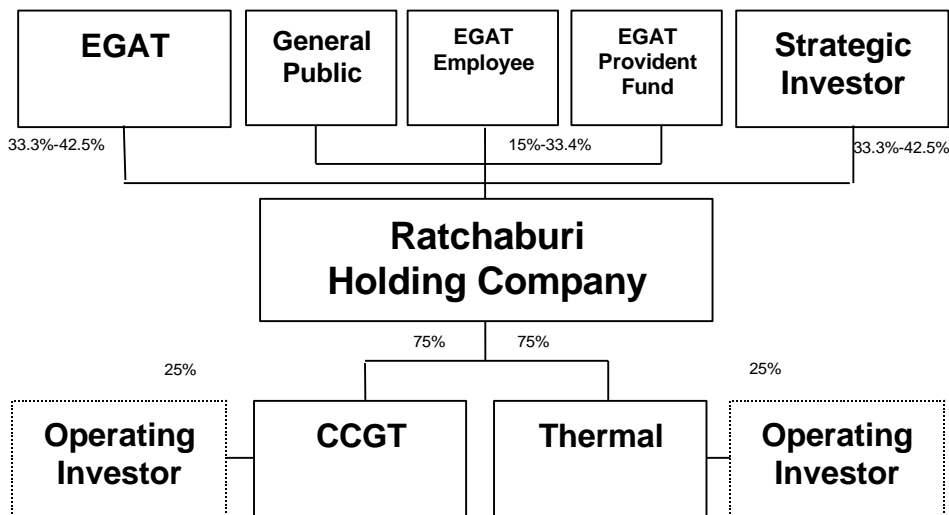 EGAT
General
Public
EGAT
Employee
EGAT
Provident
Fund
Strategic
Investor
33.3%-42.5%
15%-33.4%
33.3%-42.5%
Ratchaburi
Holding Company
75%
75%
25%
25%
Operating
Investor
CCGT
Thermal
Operating
Investor